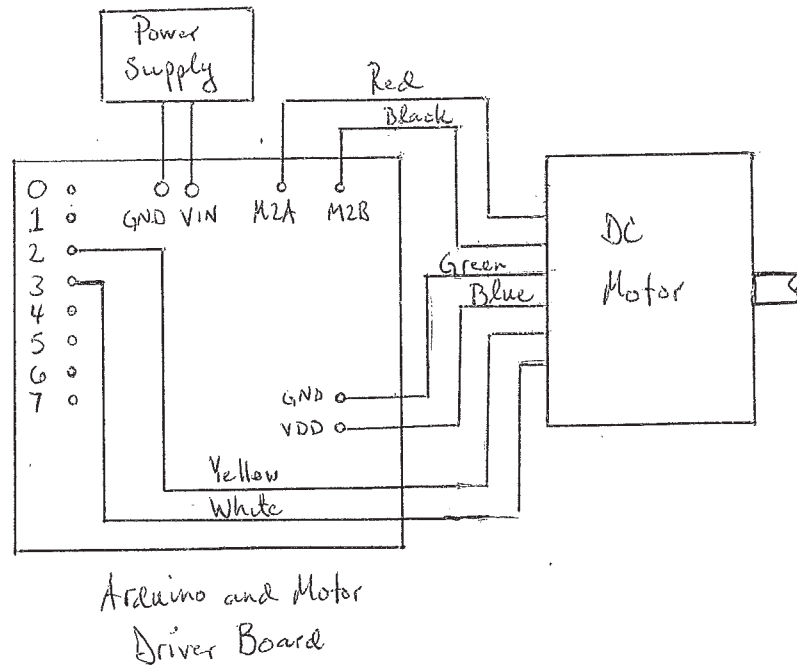 Power
Supply
Red
Black
0
1
2
3
4
5
6
7
GND VIN M2A M2B
DC
Motor
Green
Blue
GND
VDD
Yellow
White
Arduino and Motor
Driver Board